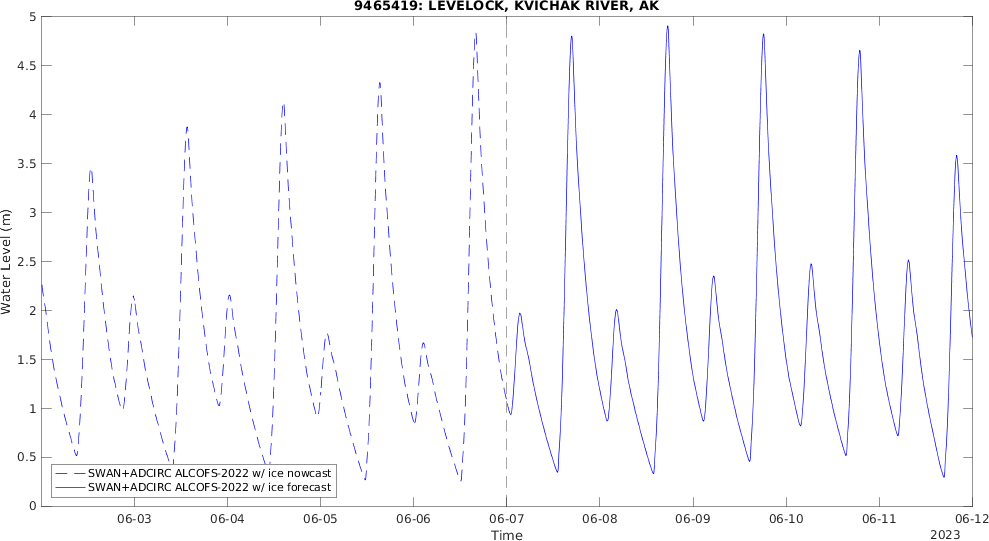 9465419: LEVELOCK, KVICHAK RIVER, AK
5
4.5
4
3.5
3
2.5
2
1.5
1
0.5
0
Water Level (m)
SWAN+ADCIRC ALCOFS-2022 w/ ice nowcast
SWAN+ADCIRC ALCOFS-2022 w/ ice forecast
06-03 06-04 06-05 06-06 06-07 06-08 06-09 06-10 06-11 06-12
Time
2023